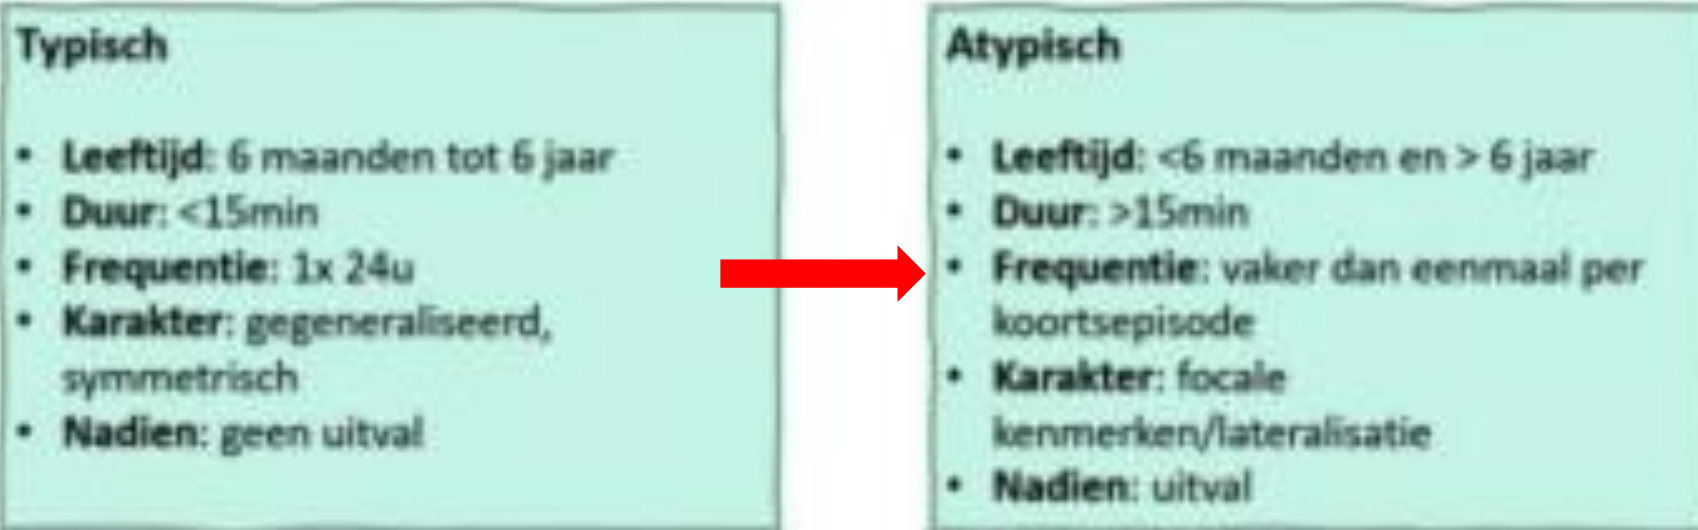 Typisch
• Leeftijd: 6 maanden tot 6 jaar
• Duur: <15min
• Frequentie: 1x 24u
• Karakter: gegeneraliseerd,
symmetrisch
• Nadien: geen uitval
Atypisch
• Leeftijd: <6 maanden en > 6 jaar
• Duur: >15min
• Frequentie: vaker dan eenmaal per
koortsepisode
• Karakter: focale
kenmerken/lateralisatie
• Nadien: uitval